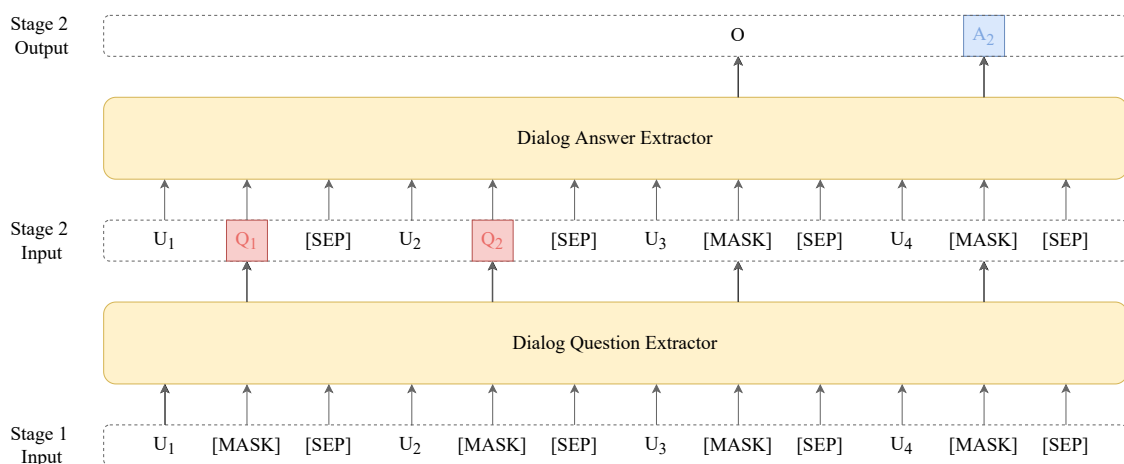 Stage 2
Output
O
A2
Dialog Answer Extractor
Stage 2
Input
U1 Q1 [SEP] U2 Q2 [SEP] U3 [MASK] [SEP] U4 [MASK] [SEP]
Dialog Question Extractor
Stage 1
Input
U1 [MASK] [SEP] U2 [MASK] [SEP] U3 [MASK] [SEP] U4 [MASK] [SEP]